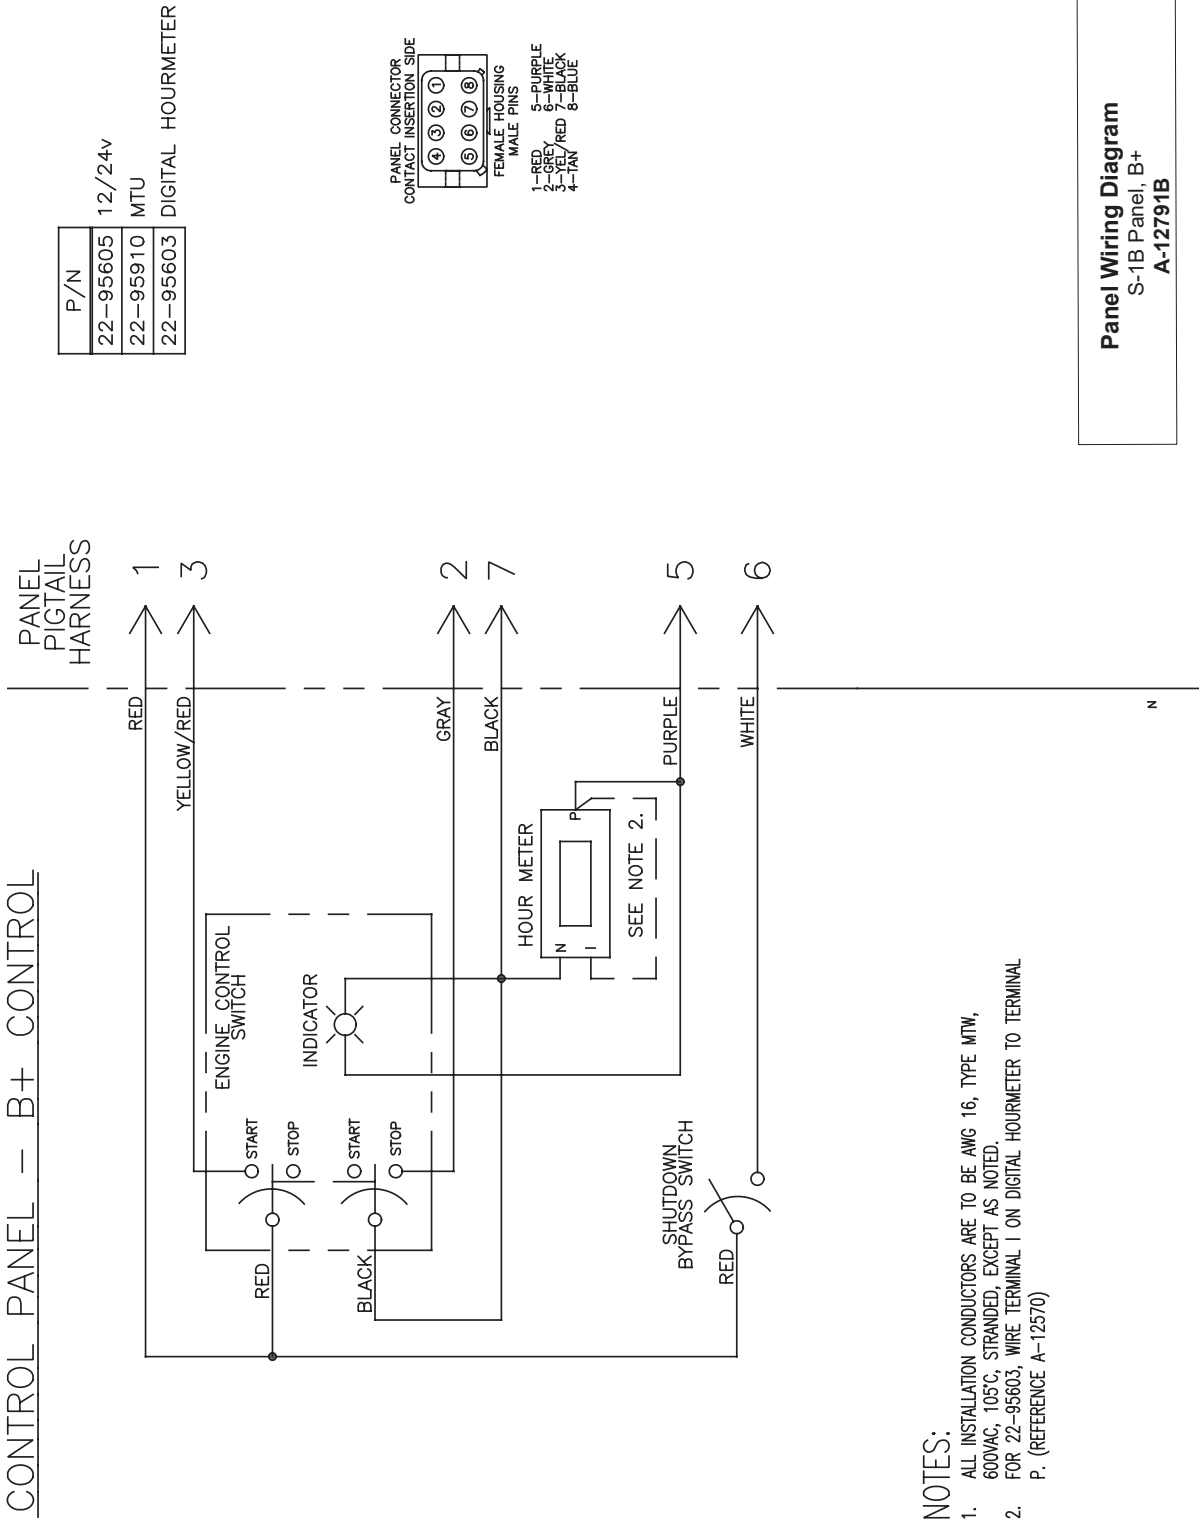 CONTROL PANEL - B+ CONTROL
PANEL
PIGTAIL
HARNESS
P/N
22-95605 12/24v
22-95910 MTU
22-95603 DIGITAL HOURMETER
RED
1
YELLOW/RED
3
ENGINE CONTROL
SWITCH
START
STOP
RED
INDICATOR
START
STOP
BLACK
GRAY
2
BLACK
7
PANEL CONNECTOR
CONTACT INSERTION SIDE
4 3 2 1
5 6 7 8
FEMALE HOUSING
MALE PINS
1-RED 5-PURPLE
2-GREY 6-WHITE
3-YEL/RED 7-BLACK
4-TAN 8-BLUE
HOUR METER
N P
I
SEE NOTE 2.
PURPLE
5
SHUTDOWN
BYPASS SWITCH
RED
WHITE
6
NOTES:
1. ALL INSTALLATION CONDUCTORS ARE TO BE AWG 16, TYPE MTW,
600VAC, 105°C, STRANDED, EXCEPT AS NOTED.
2. FOR 22-95603, WIRE TERMINAL I ON DIGITAL HOURMETER TO TERMINAL
P. (REFERENCE A-12570)
N
Panel Wiring Diagram
S-1B Panel, B+
A-12791B